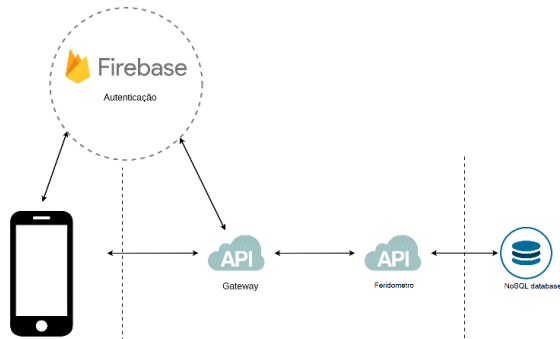 Firebase
Autenticação
API
Gateway
API
Feridometro
NoSQL database